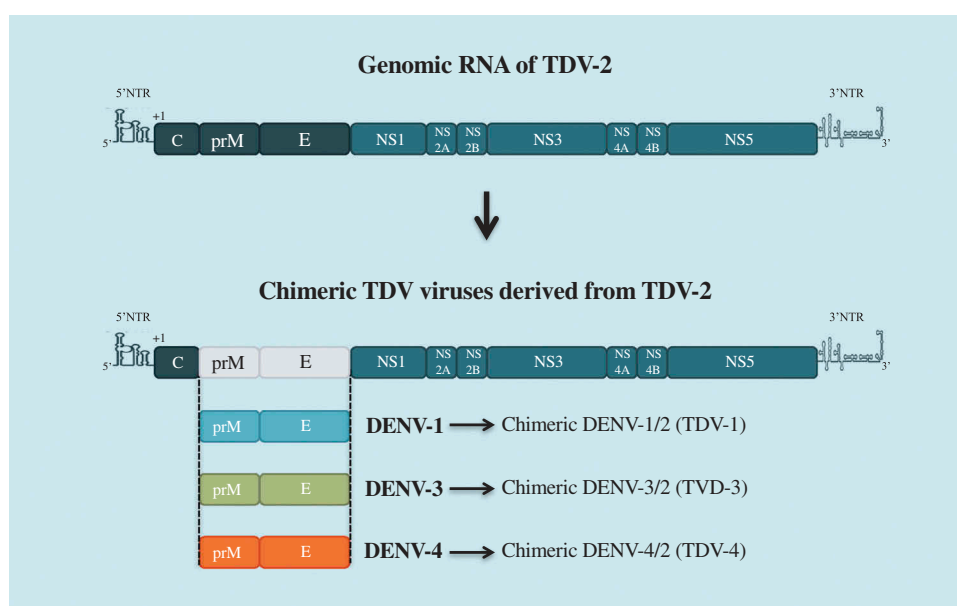 Genomic RNA of TDV-2
5’NTR 3’NTR
+1
5’ C prM E NS1 NS 2A NS 2B NS3 NS 4A NS 4B NS5 3’
Chimeric TDV viruses derived from TDV-2
5’NTR 3’NTR
+1
5’ C prM E NS1 NS 2A NS 2B NS3 NS 4A NS 4B NS5 3’
prM E DENV-1 Chimeric DENV-1/2 (TDV-1)
prM E DENV-3 Chimeric DENV-3/2 (TVD-3)
prM E DENV-4 Chimeric DENV-4/2 (TDV-4)